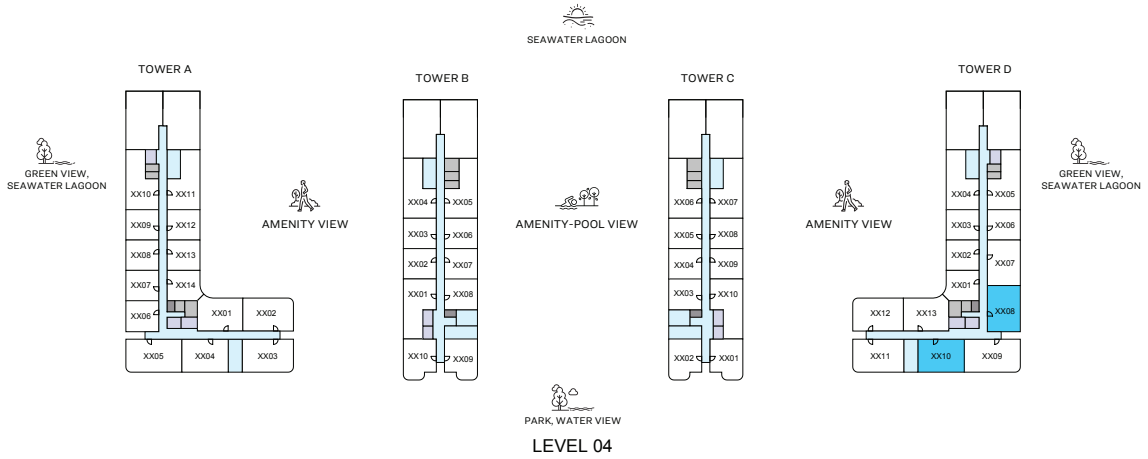 SEAWATER LAGOON
TOWER A
TOWER B
TOWER C
TOWER D
GREEN VIEW,
SEAWATER LAGOON
AMENITY VIEW
AMENITY-POOL VIEW
AMENITY VIEW
GREEN VIEW,
SEAWATER LAGOON
XX10
XX11
XX09
XX12
XX08
XX13
XX07
XX14
XX06
XX01
XX02
XX05
XX04
XX03
XX04
XX05
XX03
XX06
XX02
XX07
XX01
XX08
XX10
XX09
XX06
XX07
XX05
XX08
XX04
XX09
XX03
XX10
XX02
XX01
XX04
XX05
XX03
XX06
XX02
XX07
XX01
XX08
XX12
XX13
XX11
XX10
XX09
PARK, WATER VIEW
LEVEL 04